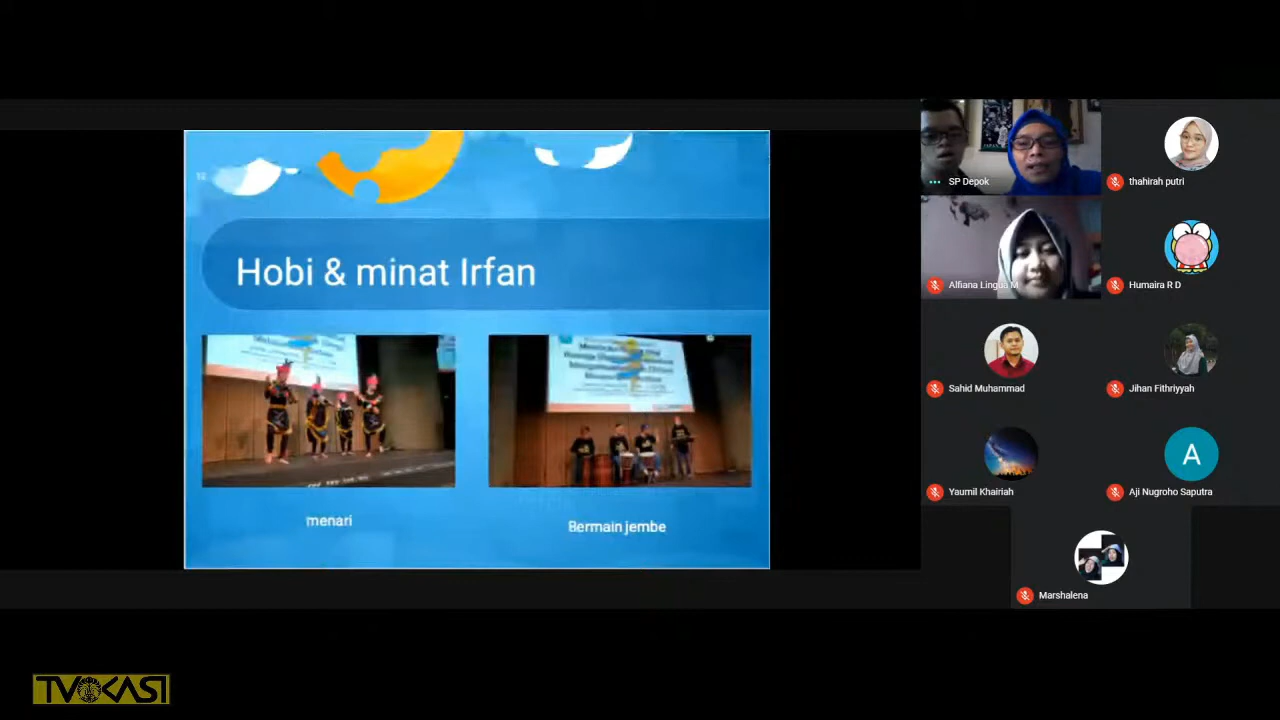 12
Hobi & minat Irfan
menari
Bermain jembe
SP Depok
thahirah putri
Alfiana Lingua M
Humaira R D
Sahid Muhammad
Jihan Fithriyyah
Yaumil Khairiah
A
Aji Nugroho Saputra
Marshalena
TVOKASI